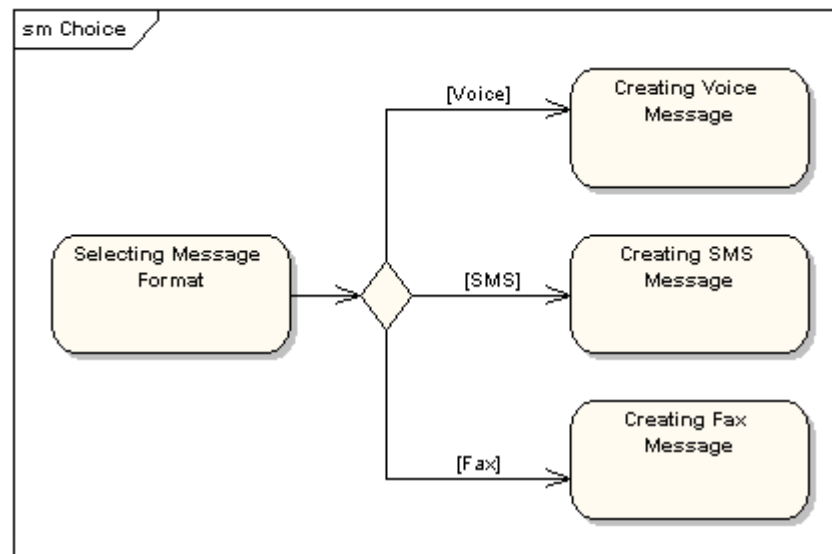 sm Choice
[Voice]
Creating Voice
Message
Selecting Message
Format
[SMS]
Creating SMS
Message
[Fax]
Creating Fax
Message